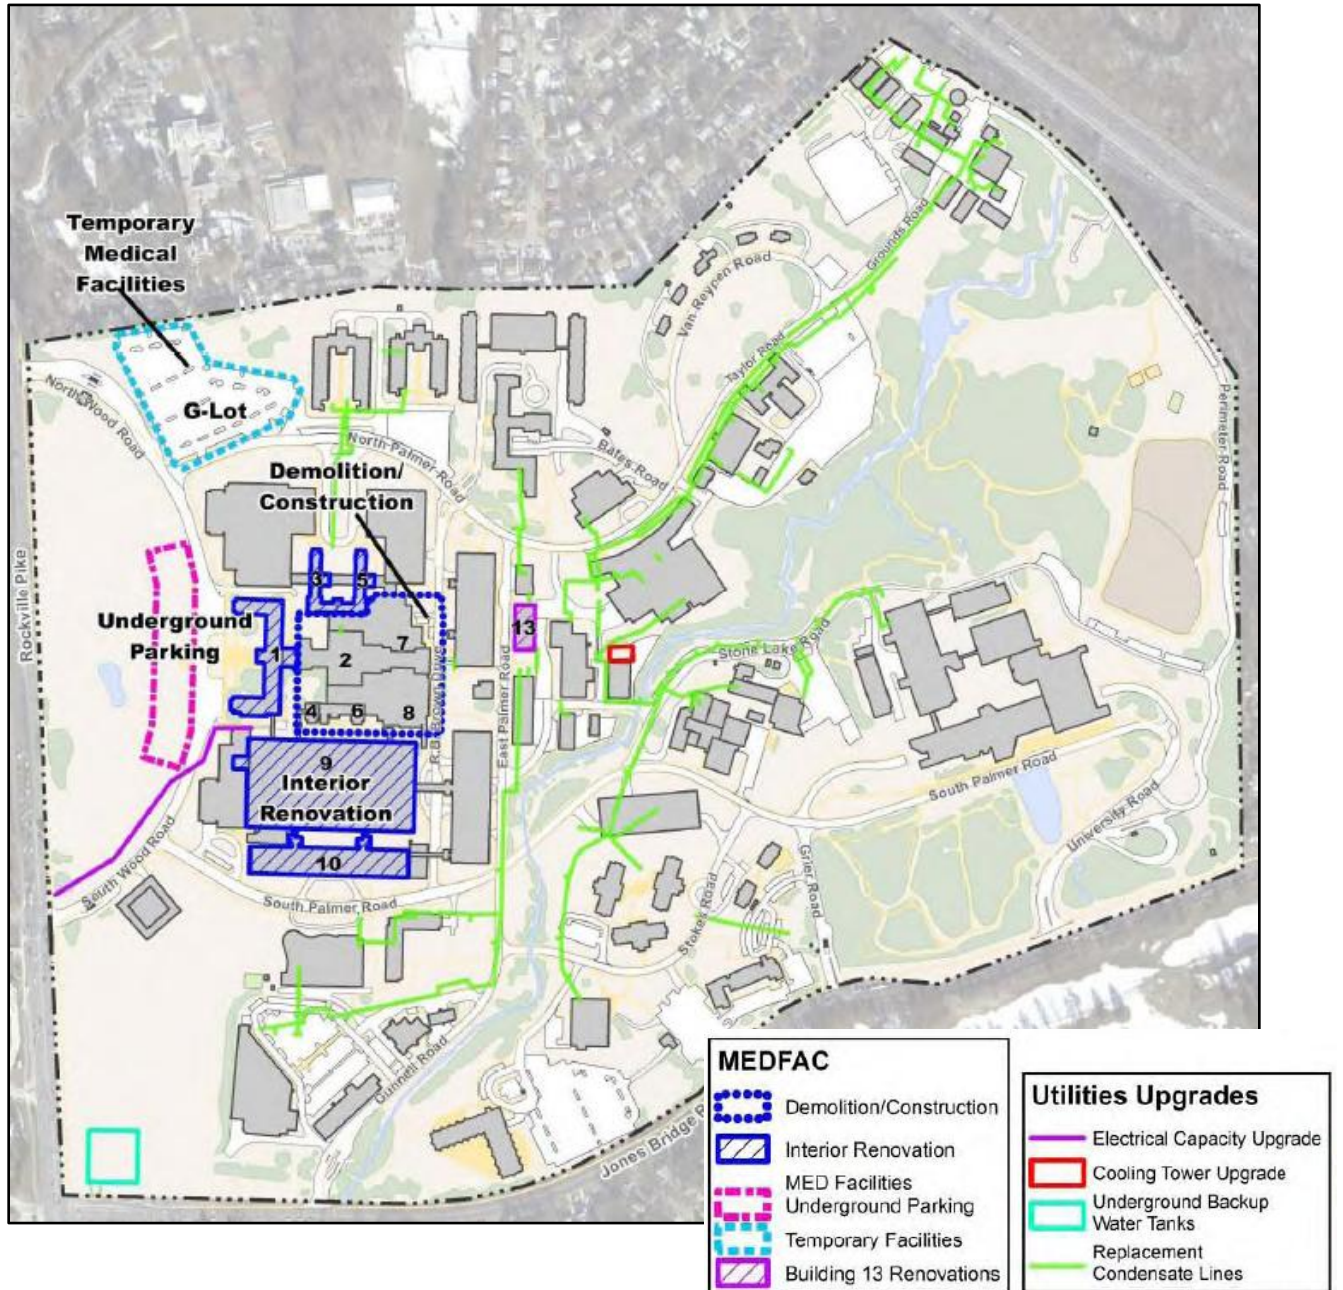 Temporary
Medical
Facilities
G-Lot
North Wood Road
North Palmer Road
Demolition/
Construction
Van Reypen Road
Grounds Road
Taylor Road
Bates Road
Perimeter Road
Rockville Pike
Underground
Parking
3
5
1
2
7
4
6
8
13
R.B. Brown Drive
East Palmer Road
Stone Lake Road
9
Interior
Renovation
10
South Wood Road
South Palmer Road
South Palmer Road
University Road
Grier Road
Stokes Road
Gunnell Road
Jones Bridge
MEDFAC
Demolition/Construction
Interior Renovation
MED Facilities
Underground Parking
Temporary Facilities
Building 13 Renovations
Utilities Upgrades
Electrical Capacity Upgrade
Cooling Tower Upgrade
Underground Backup
Water Tanks
Replacement
Condensate Lines